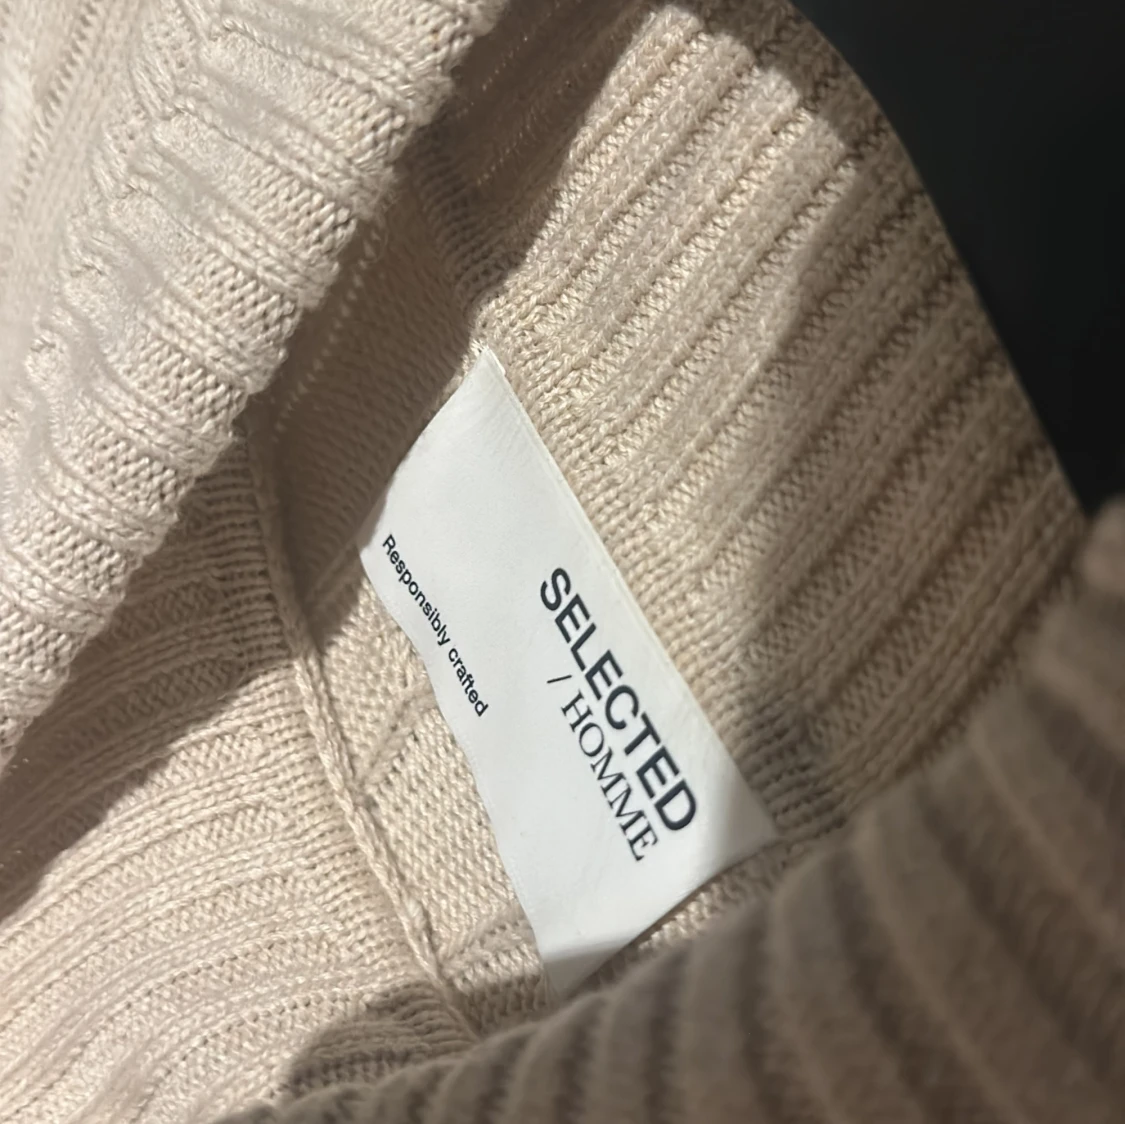 SELECTED
/ HOMME
Responsibly crafted